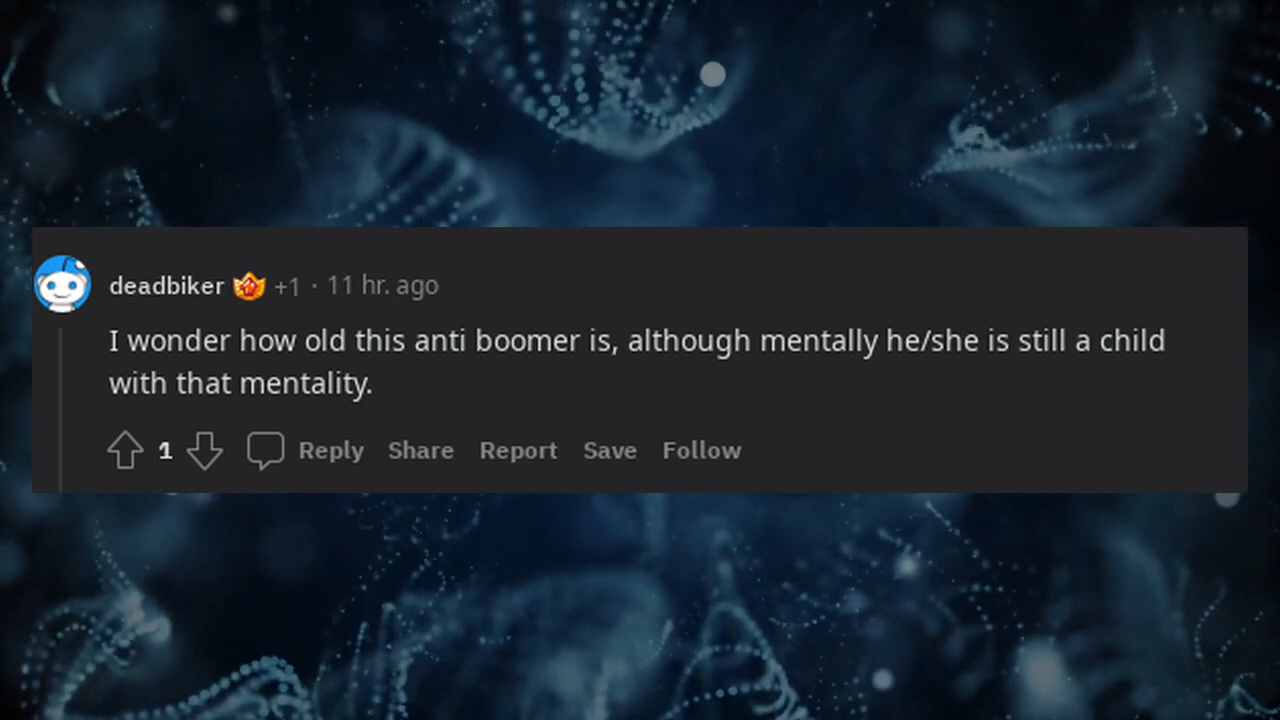 deadbiker +1 · 11 hr. ago
I wonder how old this anti boomer is, although mentally he/she is still a child
with that mentality.
1 Reply Share Report Save Follow